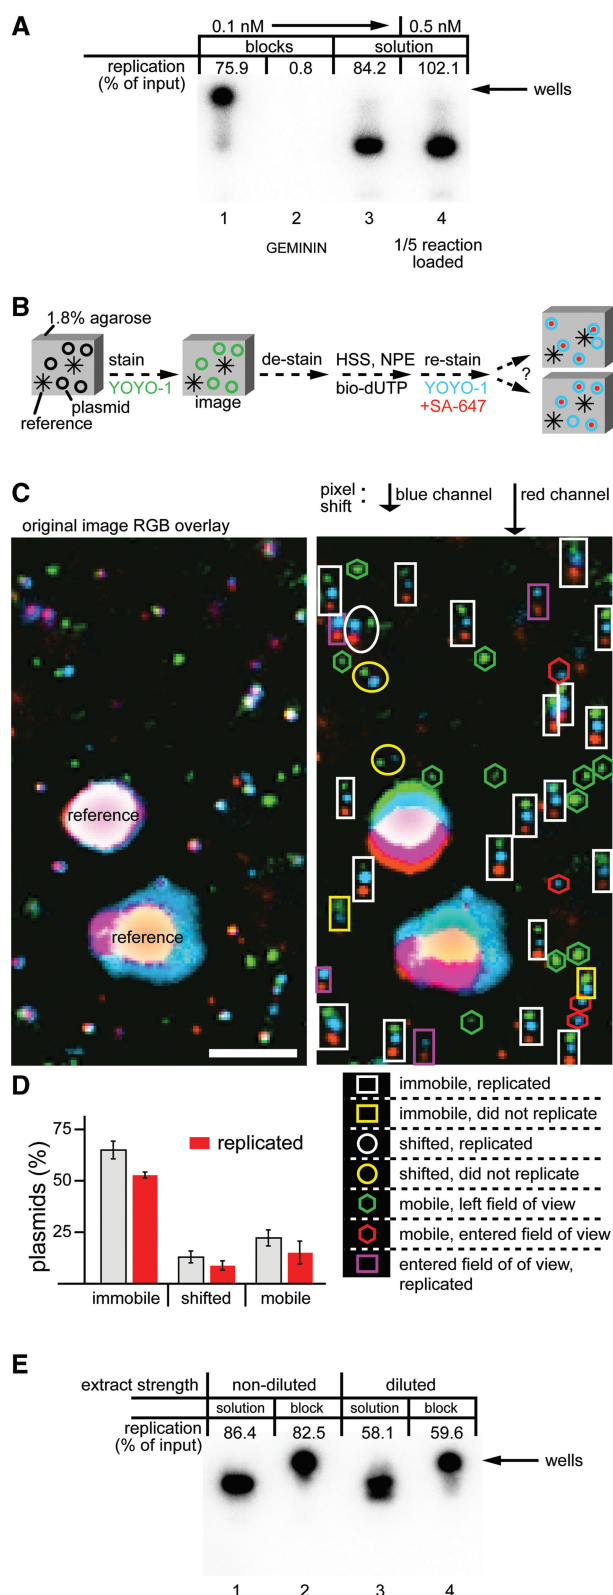 A
0.1 nM
0.5 nM
blocks
solution
replication
(% of input)
75.9
0.8
84.2
102.1
wells
1
2
3
4
GEMININ
1/5 reaction
loaded
B
1.8% agarose
stain
YOYO-1
plasmid
reference
image
de-stain
HSS, NPE
bio-dUTP
re-stain
YOYO-1
+SA-647
?
C
pixel
shift
:
blue channel
red channel
original image RGB overlay
reference
reference
D
75
50
25
plasmids (%)
replicated
immobile
shifted
mobile
immobile, replicated
immobile, did not replicate
shifted, replicated
shifted, did not replicate
mobile, left field of view
mobile, entered field of view
entered field of of view,
replicated
E
extract strength
non-diluted
diluted
solution
block
solution
block
replication
(% of input)
86.4
82.5
58.1
59.6
wells
1
2
3
4